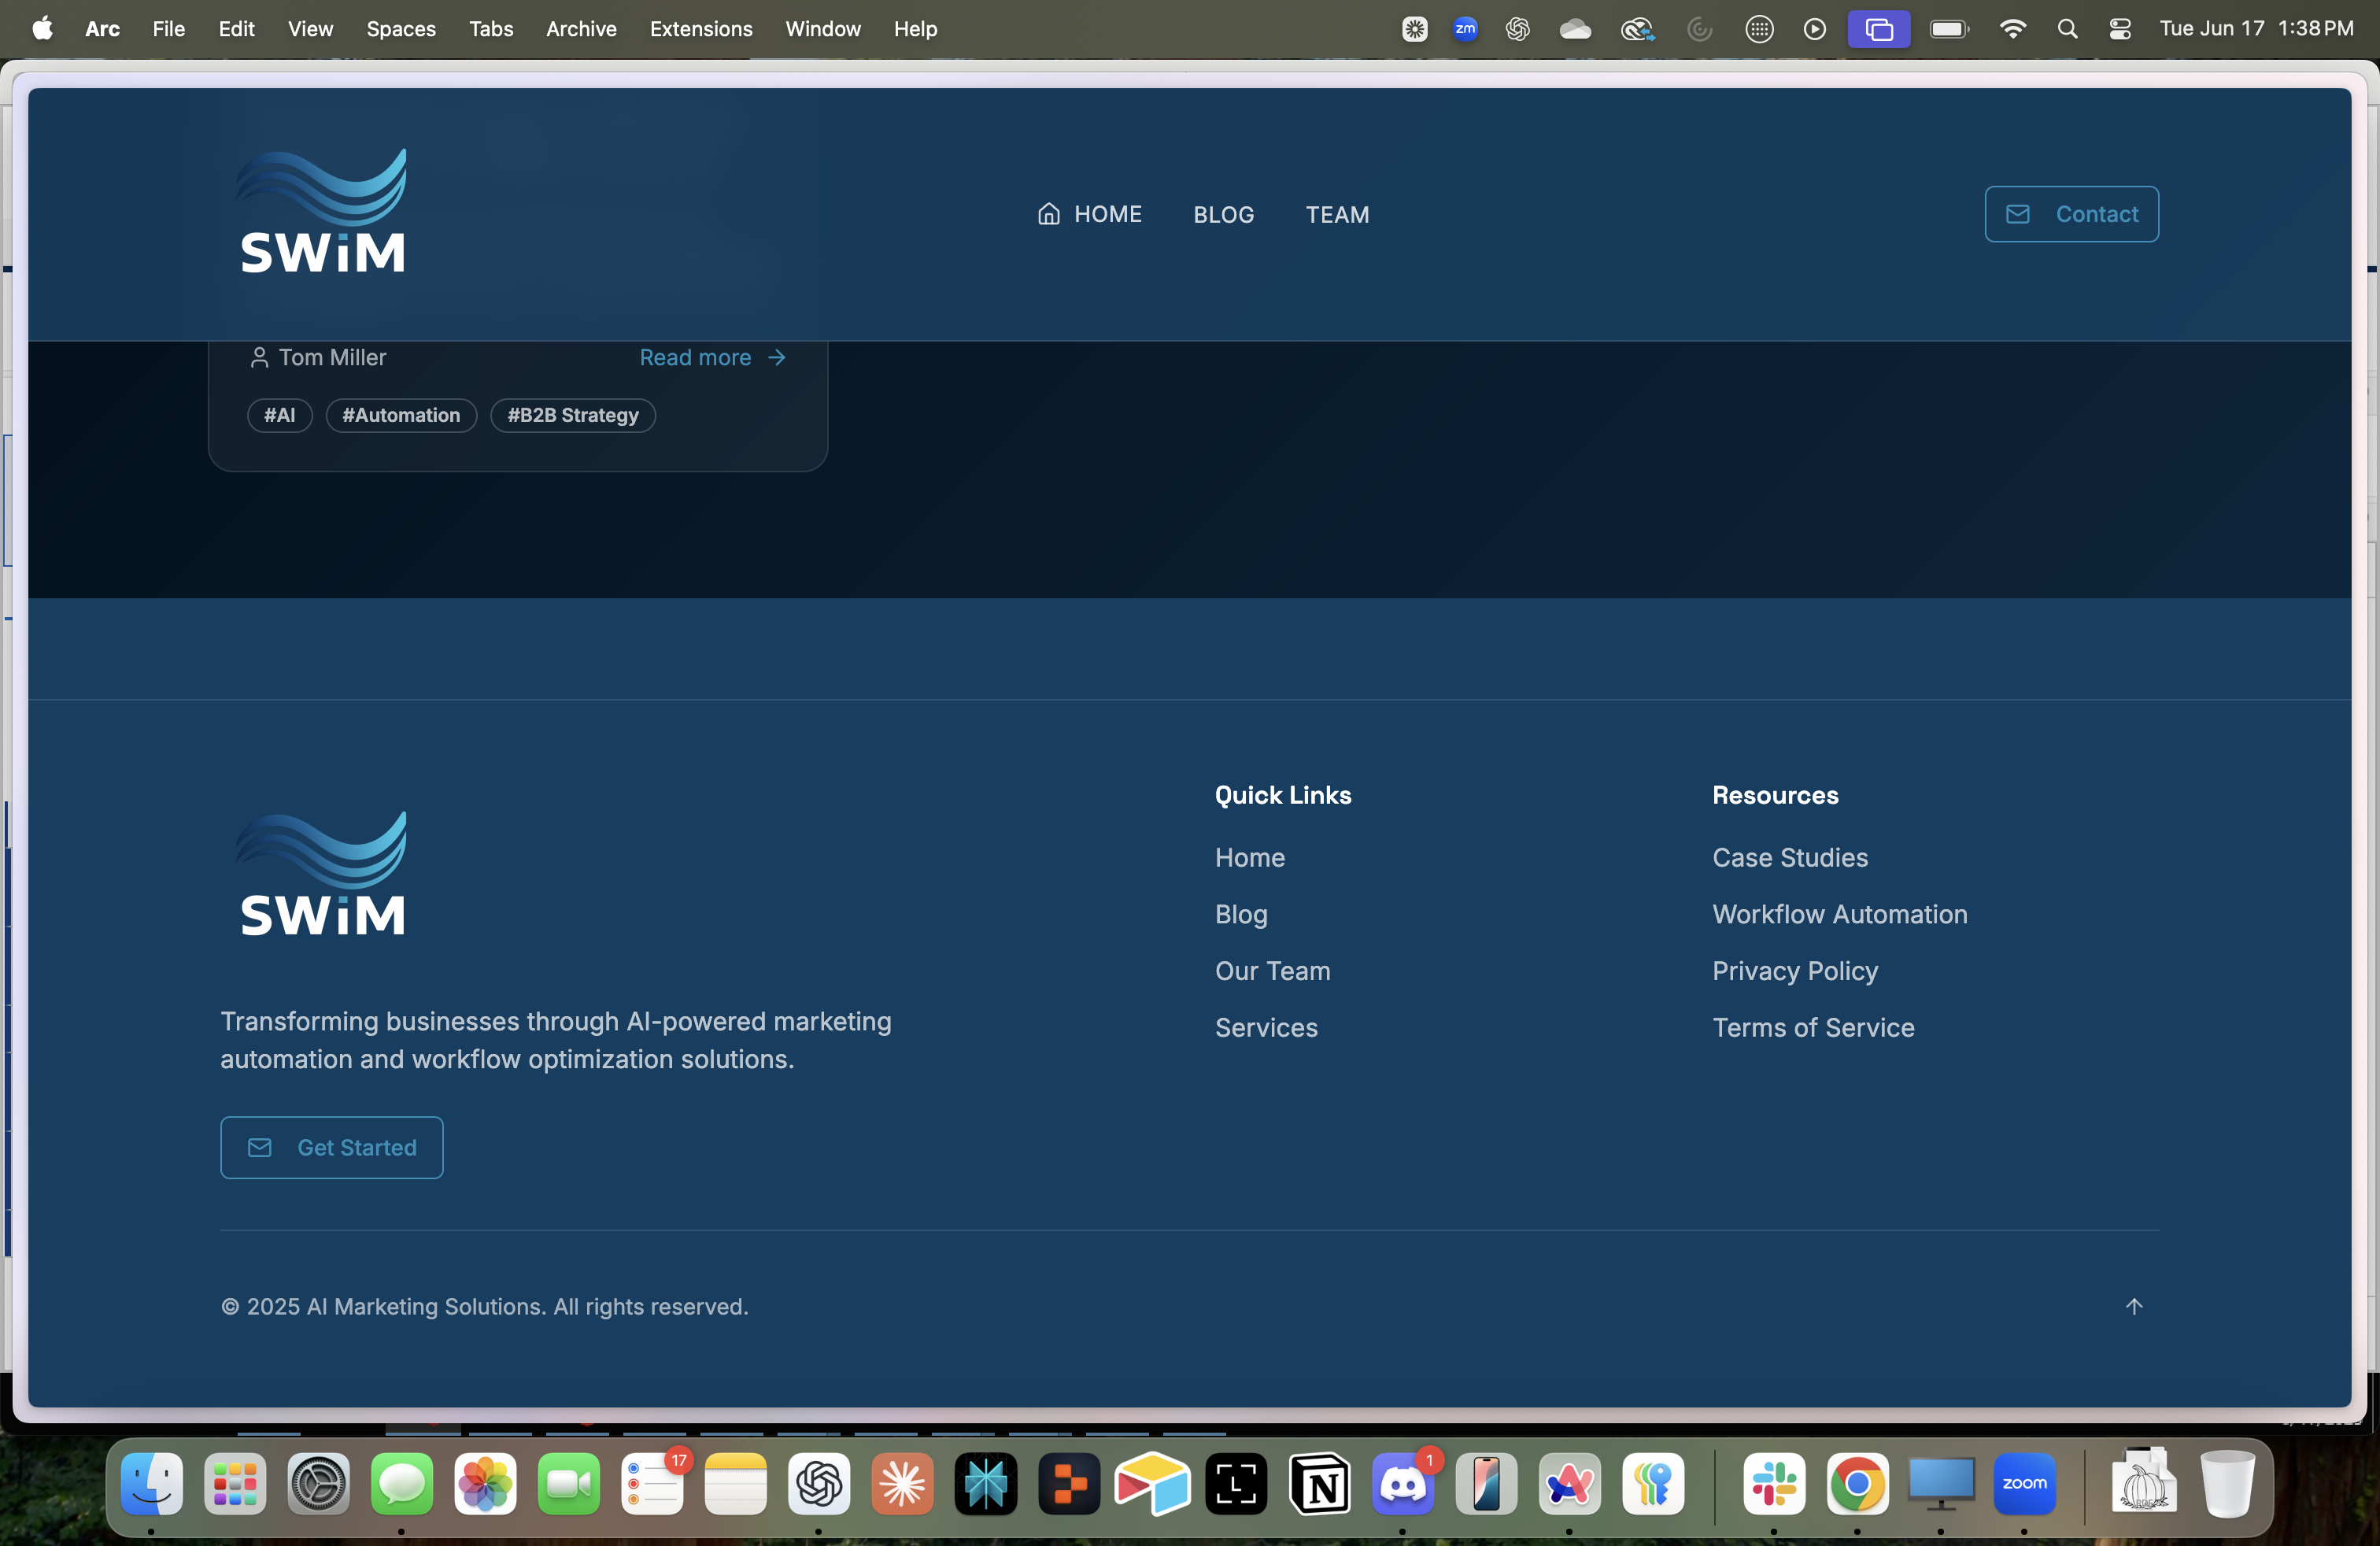 Arc File Edit View Spaces Tabs Archive Extensions Window Help zm Tue Jun 17 1:38 PM
SWiM
HOME BLOG TEAM
Contact
Tom Miller Read more
#AI #Automation #B2B Strategy
SWiM
Transforming businesses through AI-powered marketing
automation and workflow optimization solutions.
Get Started
Quick Links
Home
Blog
Our Team
Services
Resources
Case Studies
Workflow Automation
Privacy Policy
Terms of Service
© 2025 AI Marketing Solutions. All rights reserved.
17
L
N
1
zoom